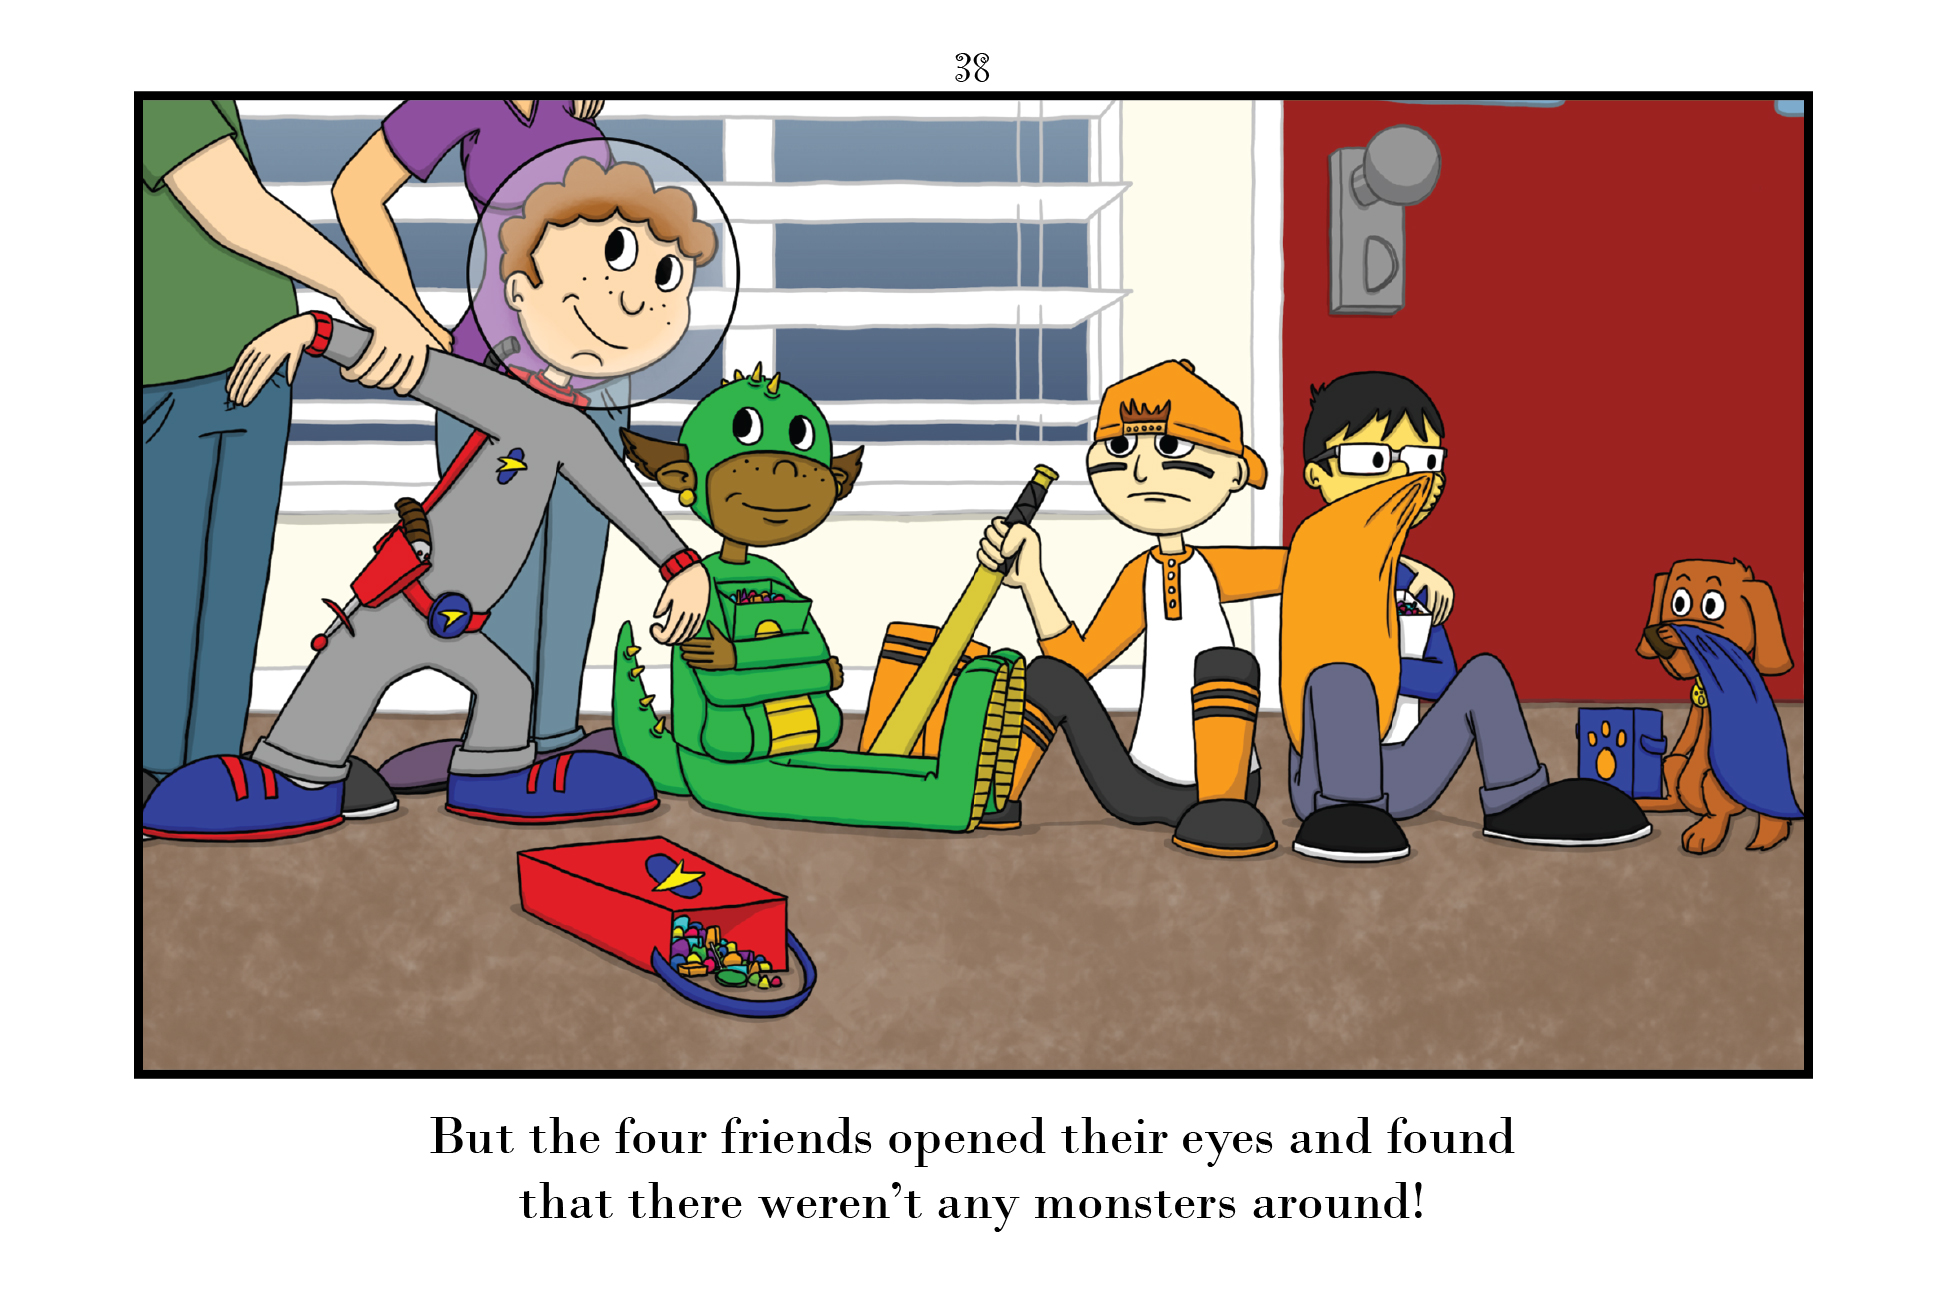 38
But the four friends opened their eyes and found
that there weren’t any monsters around!